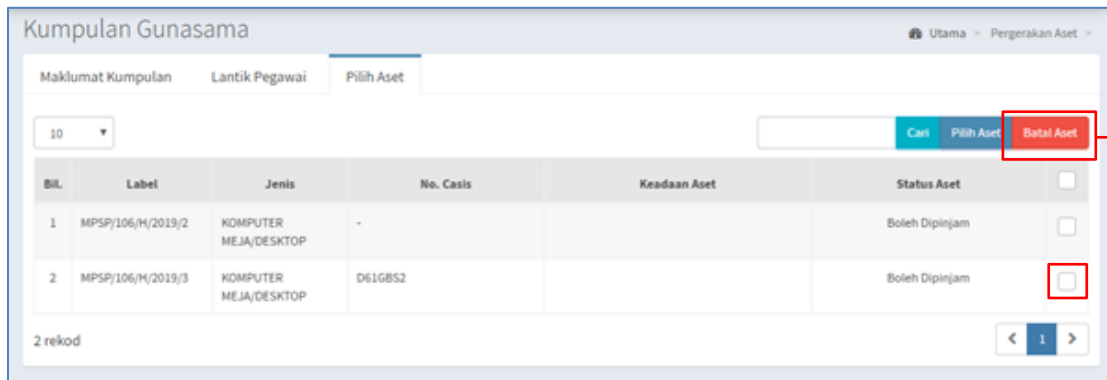 Kumpulan Gunasama
Utama > Pergerakan Aset >
Maklumat Kumpulan Lantik Pegawai Pilih Aset
10 Cari Pilih Aset Batal Aset
Bil. Label Jenis No. Casis Keadaan Aset Status Aset
1 MPSP/106/H/2019/2 KOMPUTER - Boleh Dipinjam
MEJA/DESKTOP
2 MPSP/106/H/2019/3 KOMPUTER D61GBS2 Boleh Dipinjam
MEJA/DESKTOP
2 rekod < 1 >